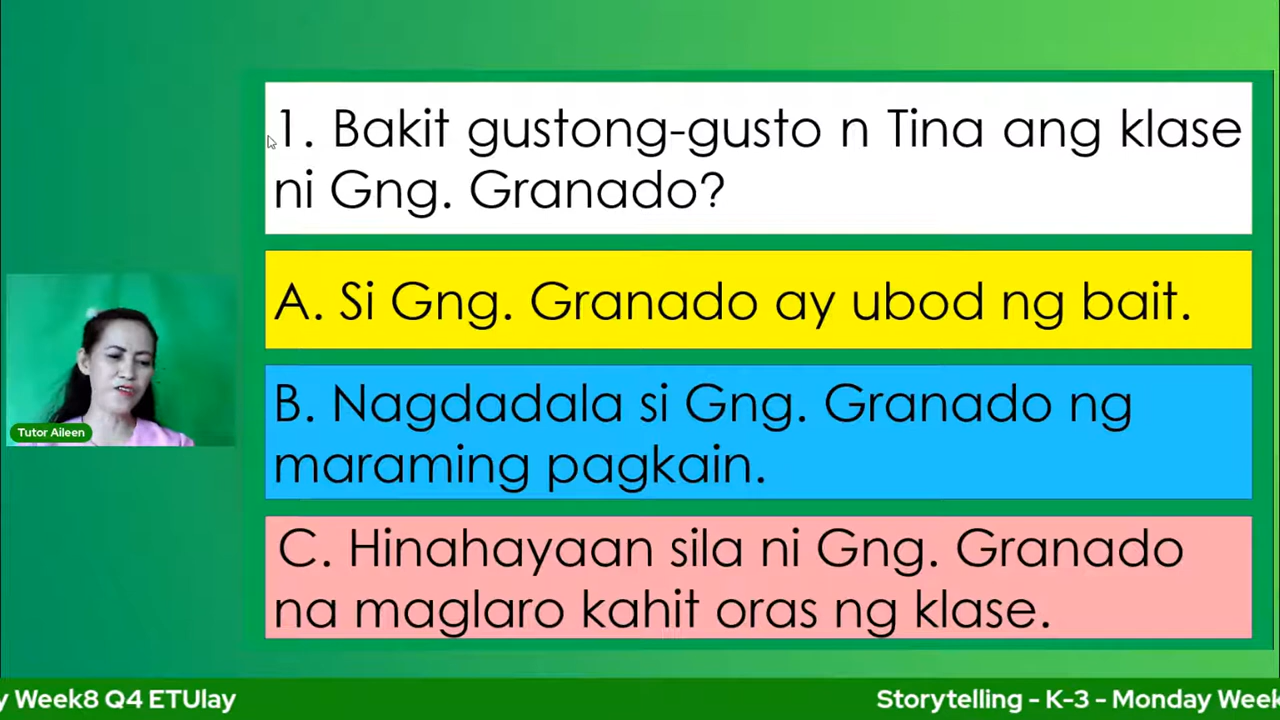 1. Bakit gustong-gusto n Tina ang klase
ni Gng. Granado?
A. Si Gng. Granado ay ubod ng bait.
B. Nagdadala si Gng. Granado ng
maraming pagkain.
C. Hinahayaan sila ni Gng. Granado
na maglaro kahit oras ng klase.
Tutor Aileen
y Week8 Q4 ETUlay
Storytelling - K-3 - Monday Week